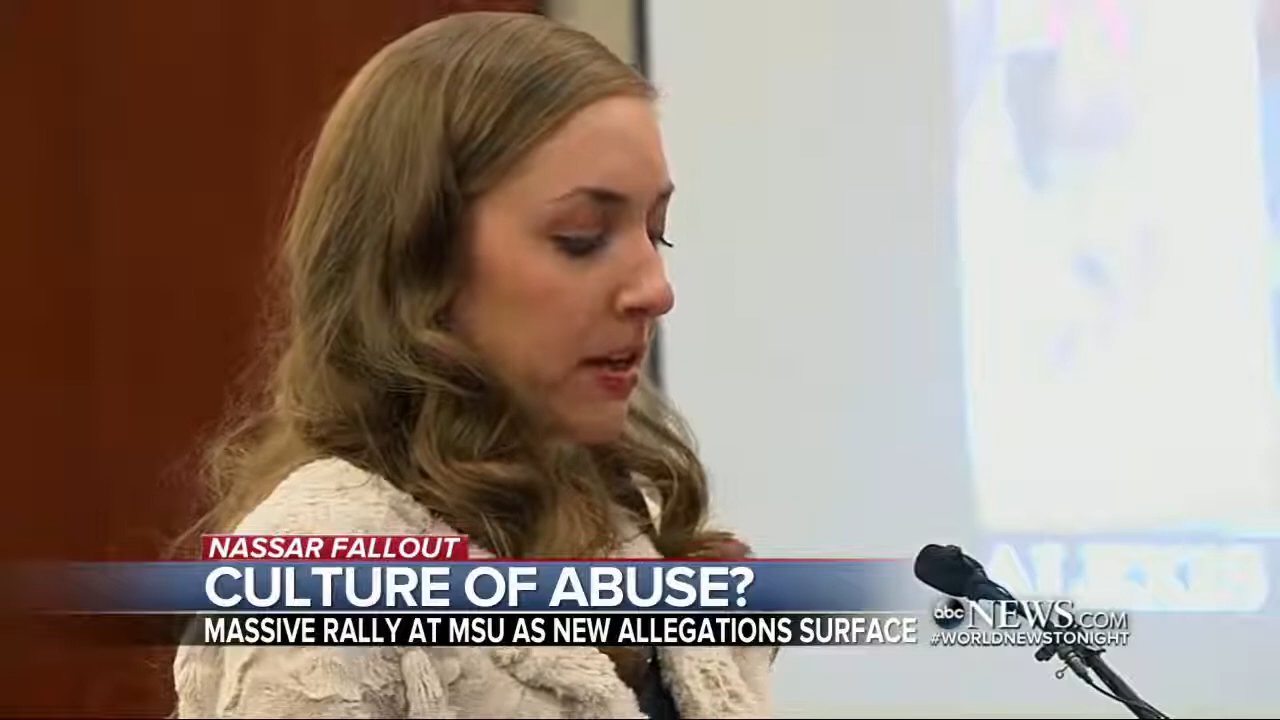 NASSAR FALLOUT
CULTURE OF ABUSE?
MASSIVE RALLY AT MSU AS NEW ALLEGATIONS SURFACE
abc NEWS.COM
#WORLDNEWSTONIGHT